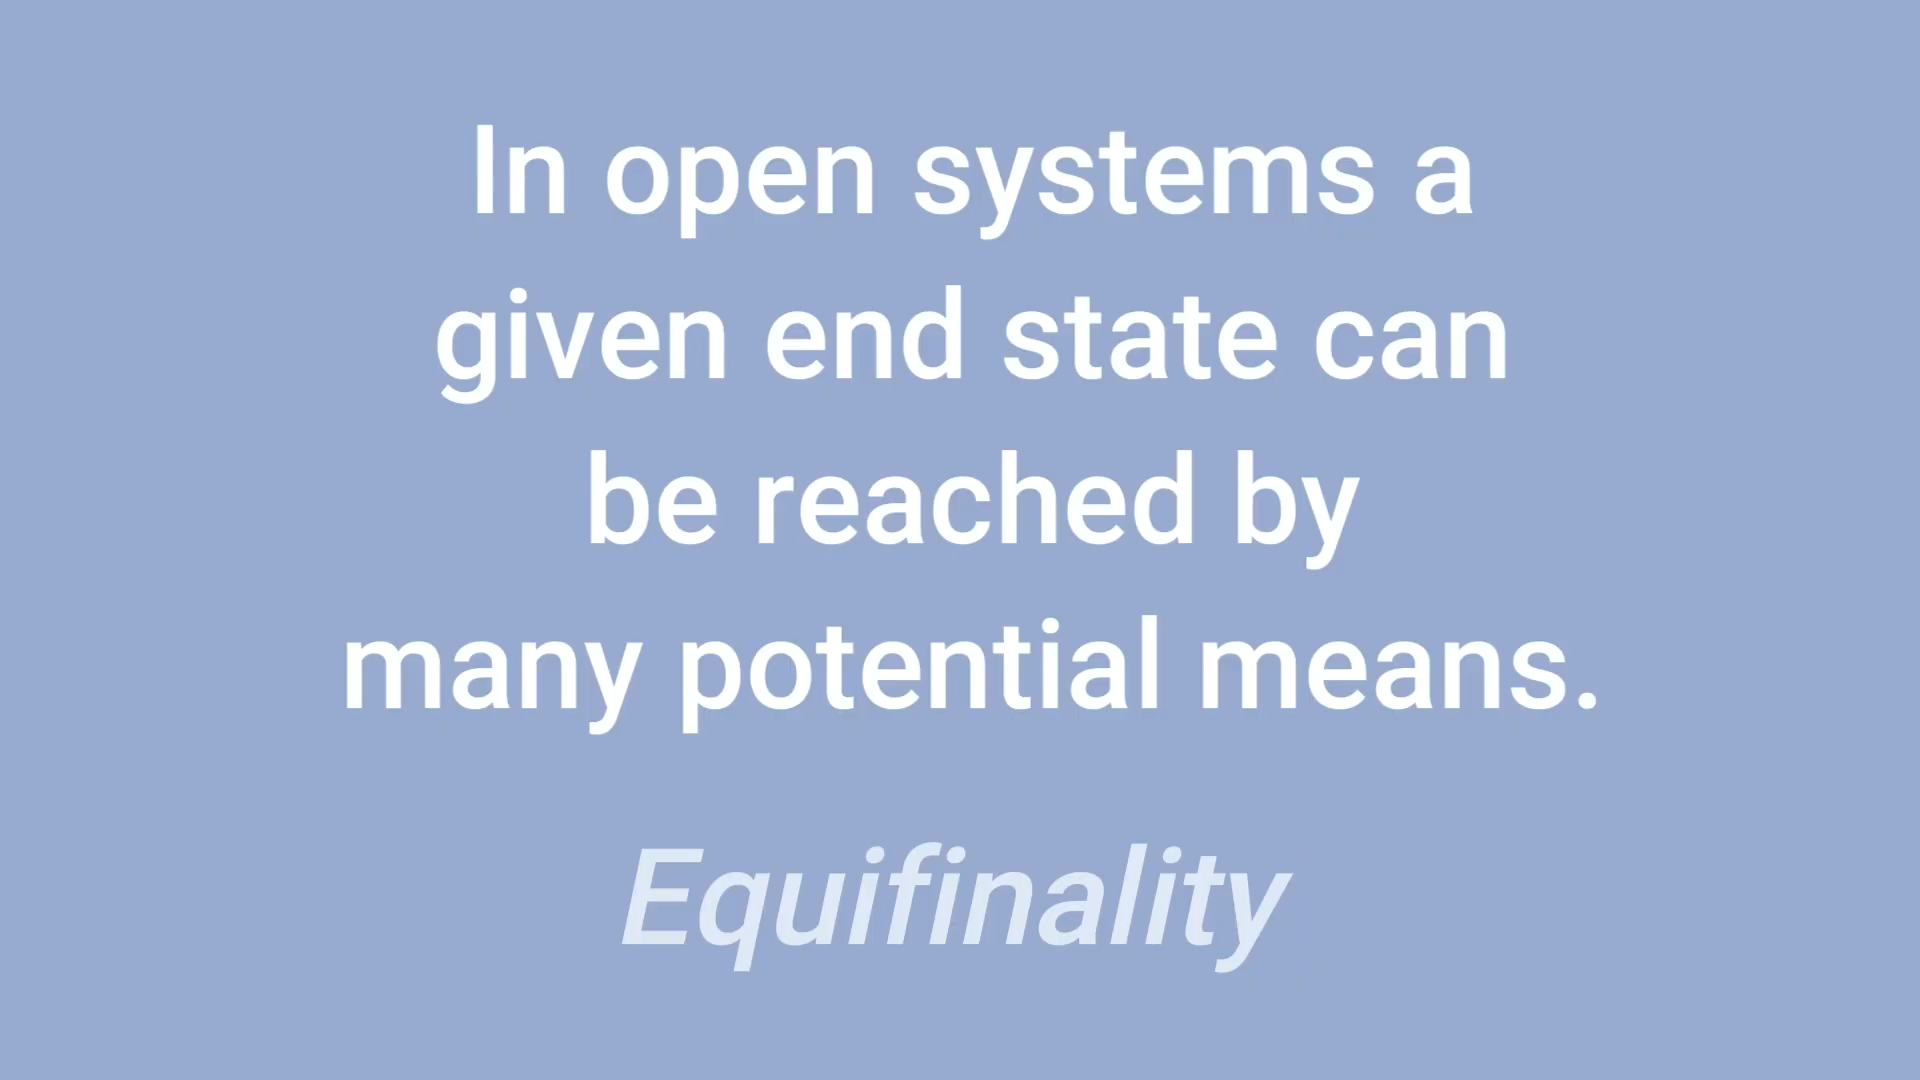 In open systems a
given end state can
be reached by
many potential means.
Equifinality